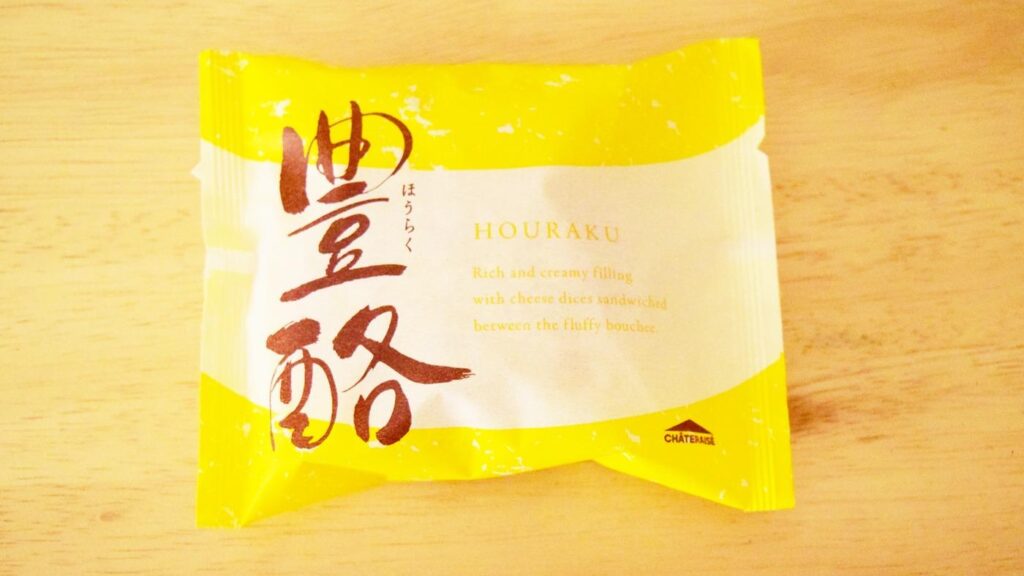 豊酪
ほうらく
HOURAKU
Rich and creamy filling
with cheese dices sandwiched
between the fluffy bouchee.
CHÂTERAISÉ